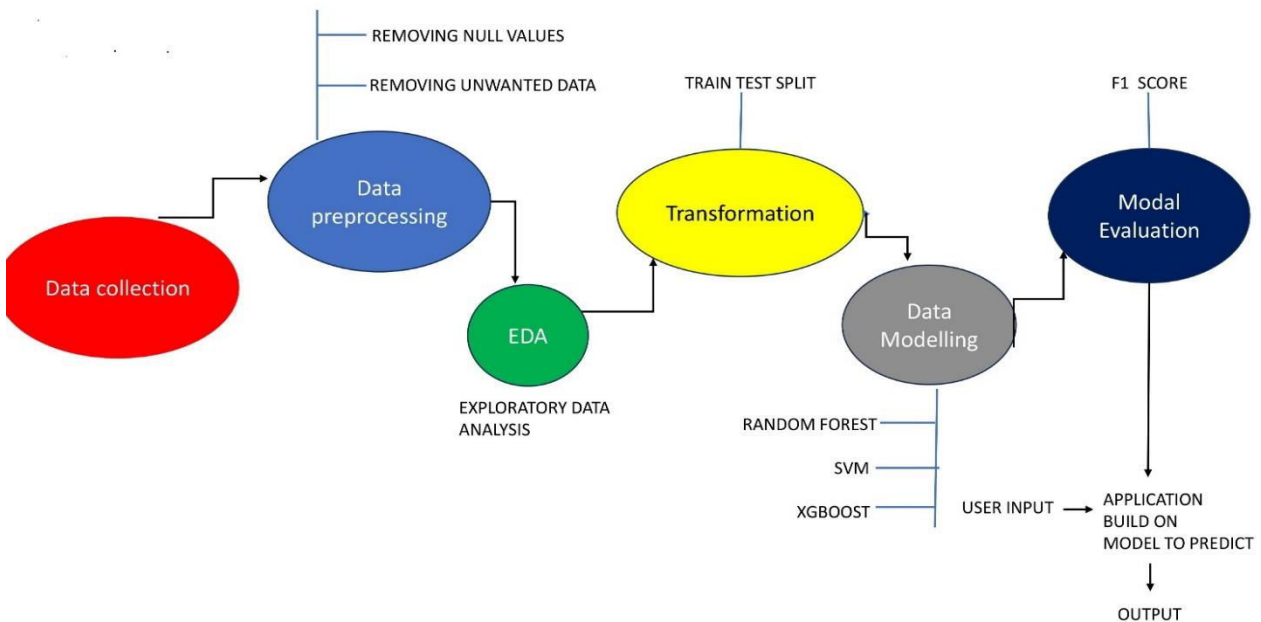 REMOVING NULL VALUES
REMOVING UNWANTED DATA
TRAIN TEST SPLIT
F1 SCORE
Data
preprocessing
Transformation
Modal
Evaluation
Data collection
EDA
Data
Modelling
EXPLORATORY DATA
ANALYSIS
RANDOM FOREST
SVM
XGBOOST
USER INPUT
APPLICATION
BUILD ON
MODEL TO PREDICT
OUTPUT